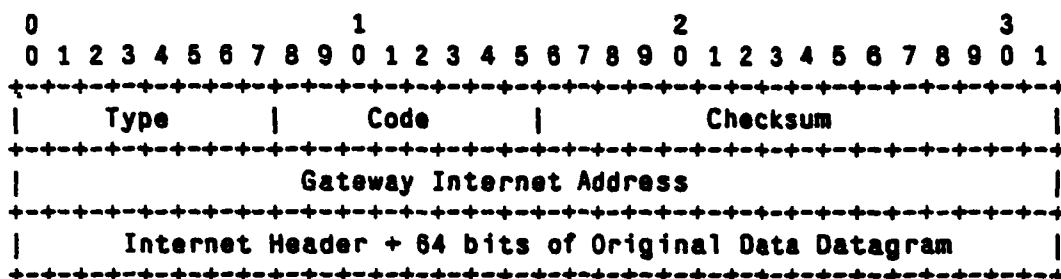 0                   1                   2                   3
0 1 2 3 4 5 6 7 8 9 0 1 2 3 4 5 6 7 8 9 0 1 2 3 4 5 6 7 8 9 0 1
+-+-+-+-+-+-+-+-+-+-+-+-+-+-+-+-+-+-+-+-+-+-+-+-+-+-+-+-+-+-+-+-+
|     Type      |     Code      |          Checksum             |
+-+-+-+-+-+-+-+-+-+-+-+-+-+-+-+-+-+-+-+-+-+-+-+-+-+-+-+-+-+-+-+-+
|                 Gateway Internet Address                      |
+-+-+-+-+-+-+-+-+-+-+-+-+-+-+-+-+-+-+-+-+-+-+-+-+-+-+-+-+-+-+-+-+
|      Internet Header + 64 bits of Original Data Datagram      |
+-+-+-+-+-+-+-+-+-+-+-+-+-+-+-+-+-+-+-+-+-+-+-+-+-+-+-+-+-+-+-+-+